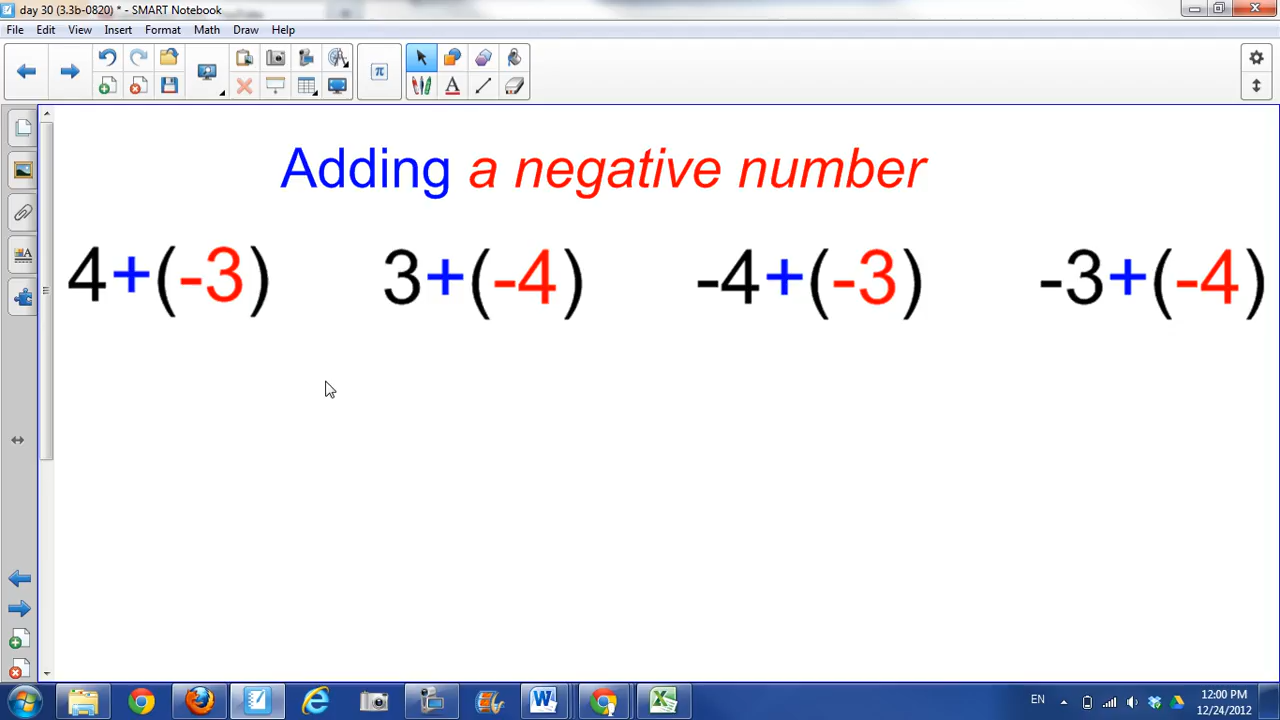 day 30 (3.3b-0820) * - SMART Notebook
File Edit View Insert Format Math Draw Help
π
A
Adding a negative number
4+(-3) 3+(-4) -4+(-3) -3+(-4)
EN
12:00 PM
12/24/2012